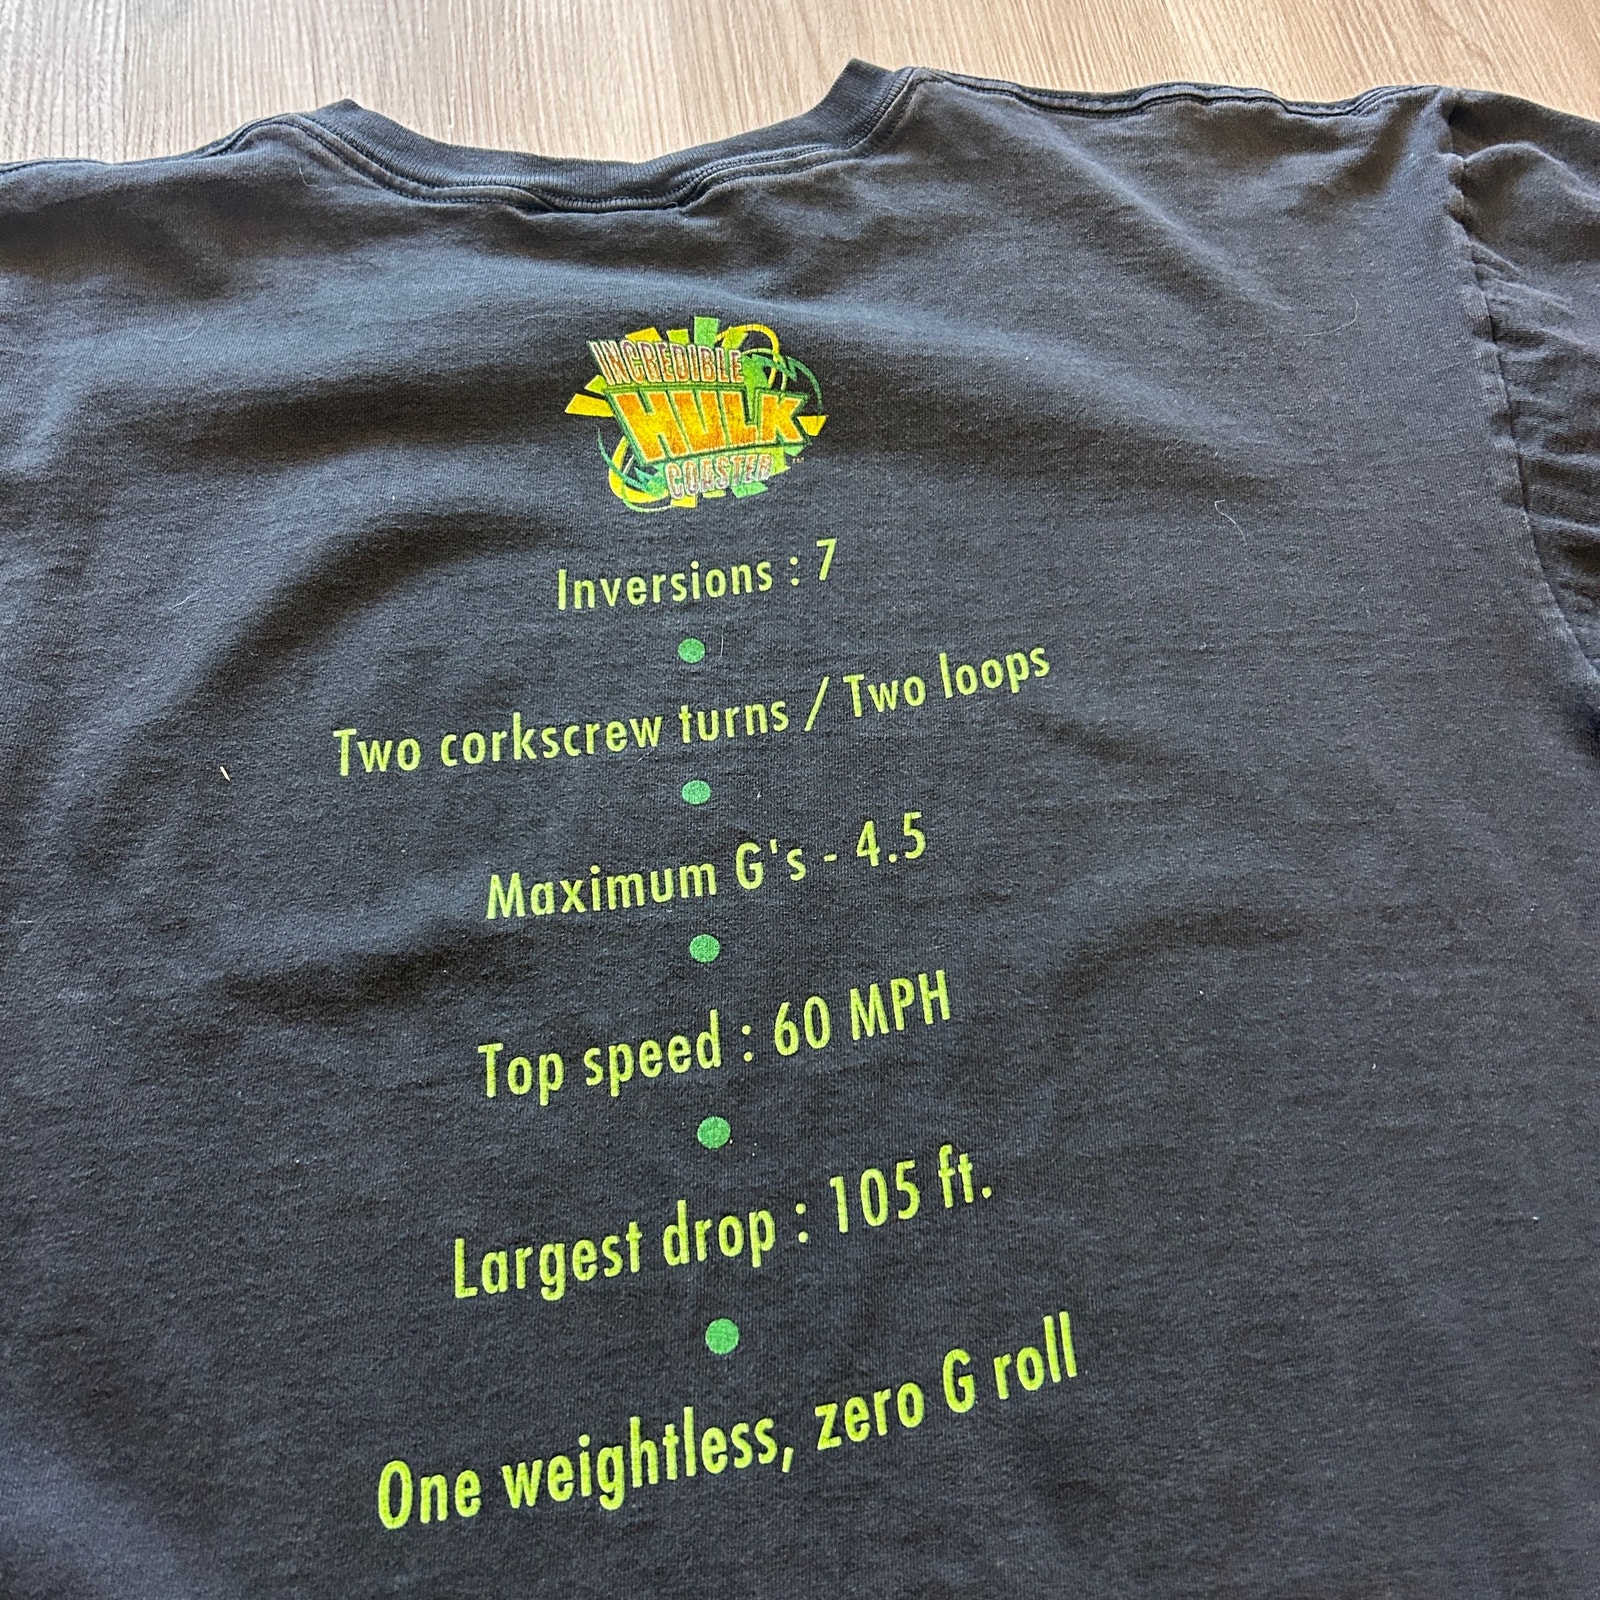 INCREDIBLE
HULK
COASTER ™
Inversions : 7
Two corkscrew turns / Two loops
Maximum G's - 4.5
Top speed : 60 MPH
Largest drop : 105 ft.
One weightless, zero G roll